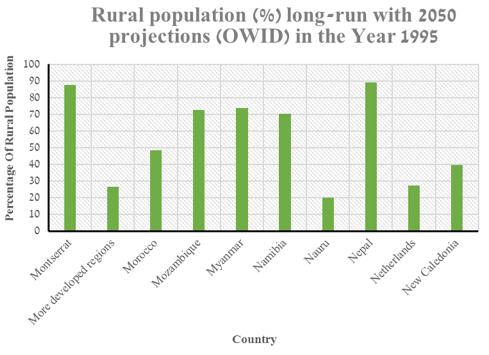 Rural population (%) long-run with 2050
projections (OWID) in the Year 1995
Percentage Of Rural Population
100
90
80
70
60
50
40
30
20
10
0
Montserrat
More developed regions
Morocco
Mozambique
Myanmar
Namibia
Nauru
Nepal
Netherlands
New Caledonia
Country